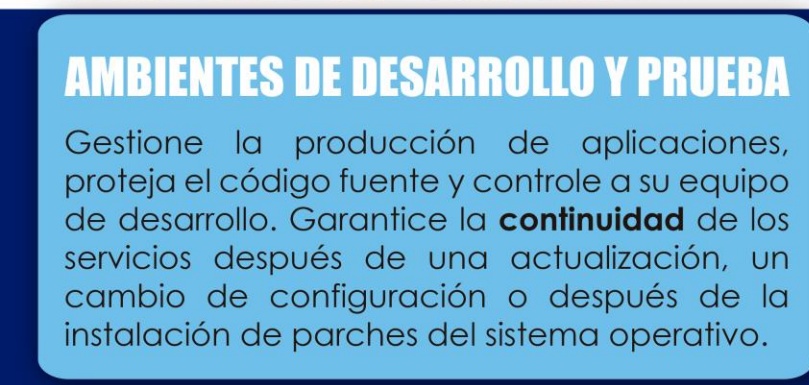 AMBIENTES DE DESARROLLO Y PRUEBA
Gestione la producción de aplicaciones,
proteja el código fuente y controle a su equipo
de desarrollo. Garantice la continuidad de los
servicios después de una actualización, un
cambio de configuración o después de la
instalación de parches del sistema operativo.